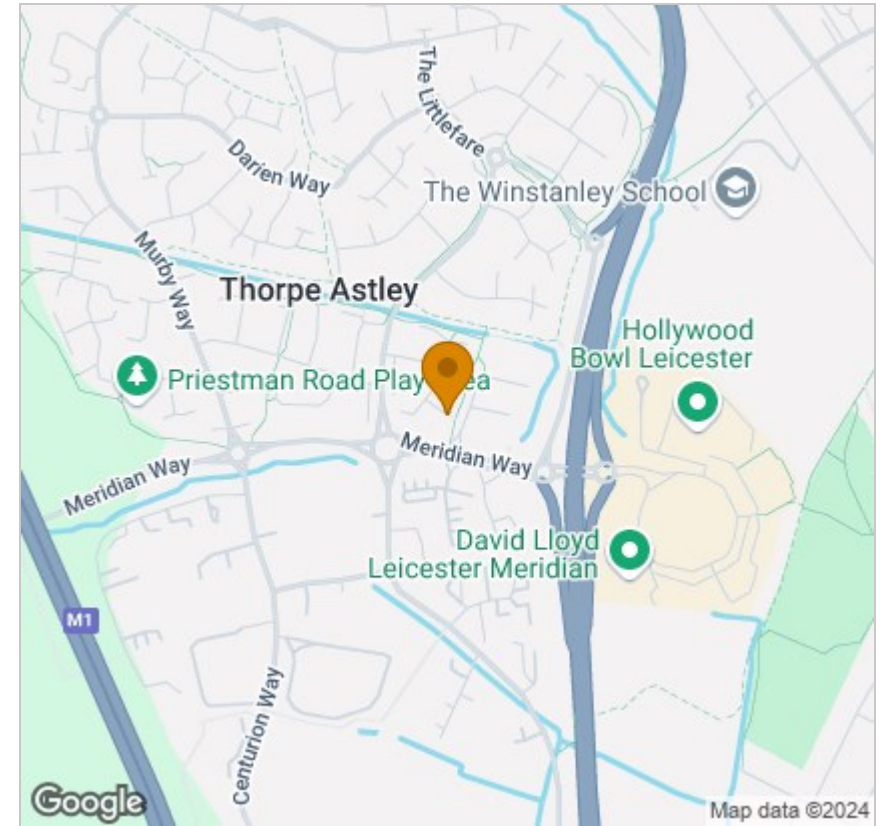 The Littlefare
Darien Way
The Winstanley School
Murby Way
Thorpe Astley
Hollywood
Bowl Leicester
Priestman Road Play ea
Meridian Way
Meridian Way
David Lloyd
Leicester Meridian
M1
Centurion Way
Google
Map data ©2024